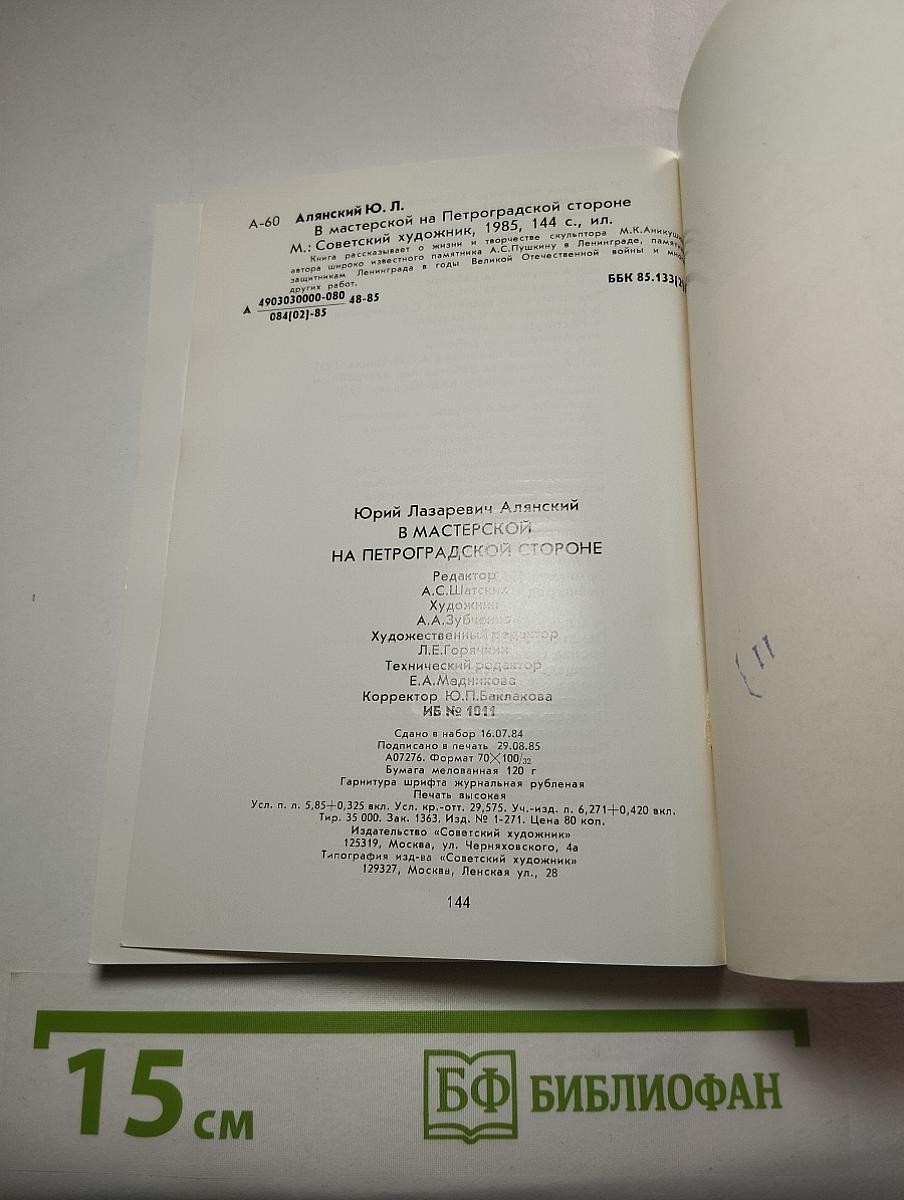 А-60 Алянский Ю. Л.
В мастерской на Петроградской стороне
М.: Советский художник, 1985, 144 с., ил.
Книга рассказывает о жизни и творчестве скульптора М.К.Аникуши
автора широко известного памятника А.С.Пушкину в Ленинграде, памятн
защитникам Ленинграда в годы Великой Отечественной войны и мно
других работ.
А 4903030000-080 48-85
084(02)-85
ББК 85.133(2)
Юрий Лазаревич Алянский
В МАСТЕРСКОЙ
НА ПЕТРОГРАДСКОЙ СТОРОНЕ
Редактор
А.С.Шатских
Художник
А.А.Зубченко
Художественный редактор
Л.Е.Горячкин
Технический редактор
Е.А.Медникова
Корректор Ю.П.Баклакова
ИБ № 1011
Сдано в набор 16.07.84
Подписано в печать 29.08.85
А07276. Формат 70×100/32
Бумага мелованная 120 г
Гарнитура шрифта журнальная рубленая
Печать высокая
Усл. п. л. 5,85+0,325 вкл. Усл. кр.-отт. 29,575. Уч.-изд. л. 6,271+0,420 вкл.
Тир. 35 000. Зак. 1363. Изд. № 1-271. Цена 80 коп.
Издательство «Советский художник»
125319, Москва, ул. Черняховского, 4а
Типография изд-ва «Советский художник»
129327, Москва, Ленская ул., 28
144
15 см
БФ БИБЛИОФАН